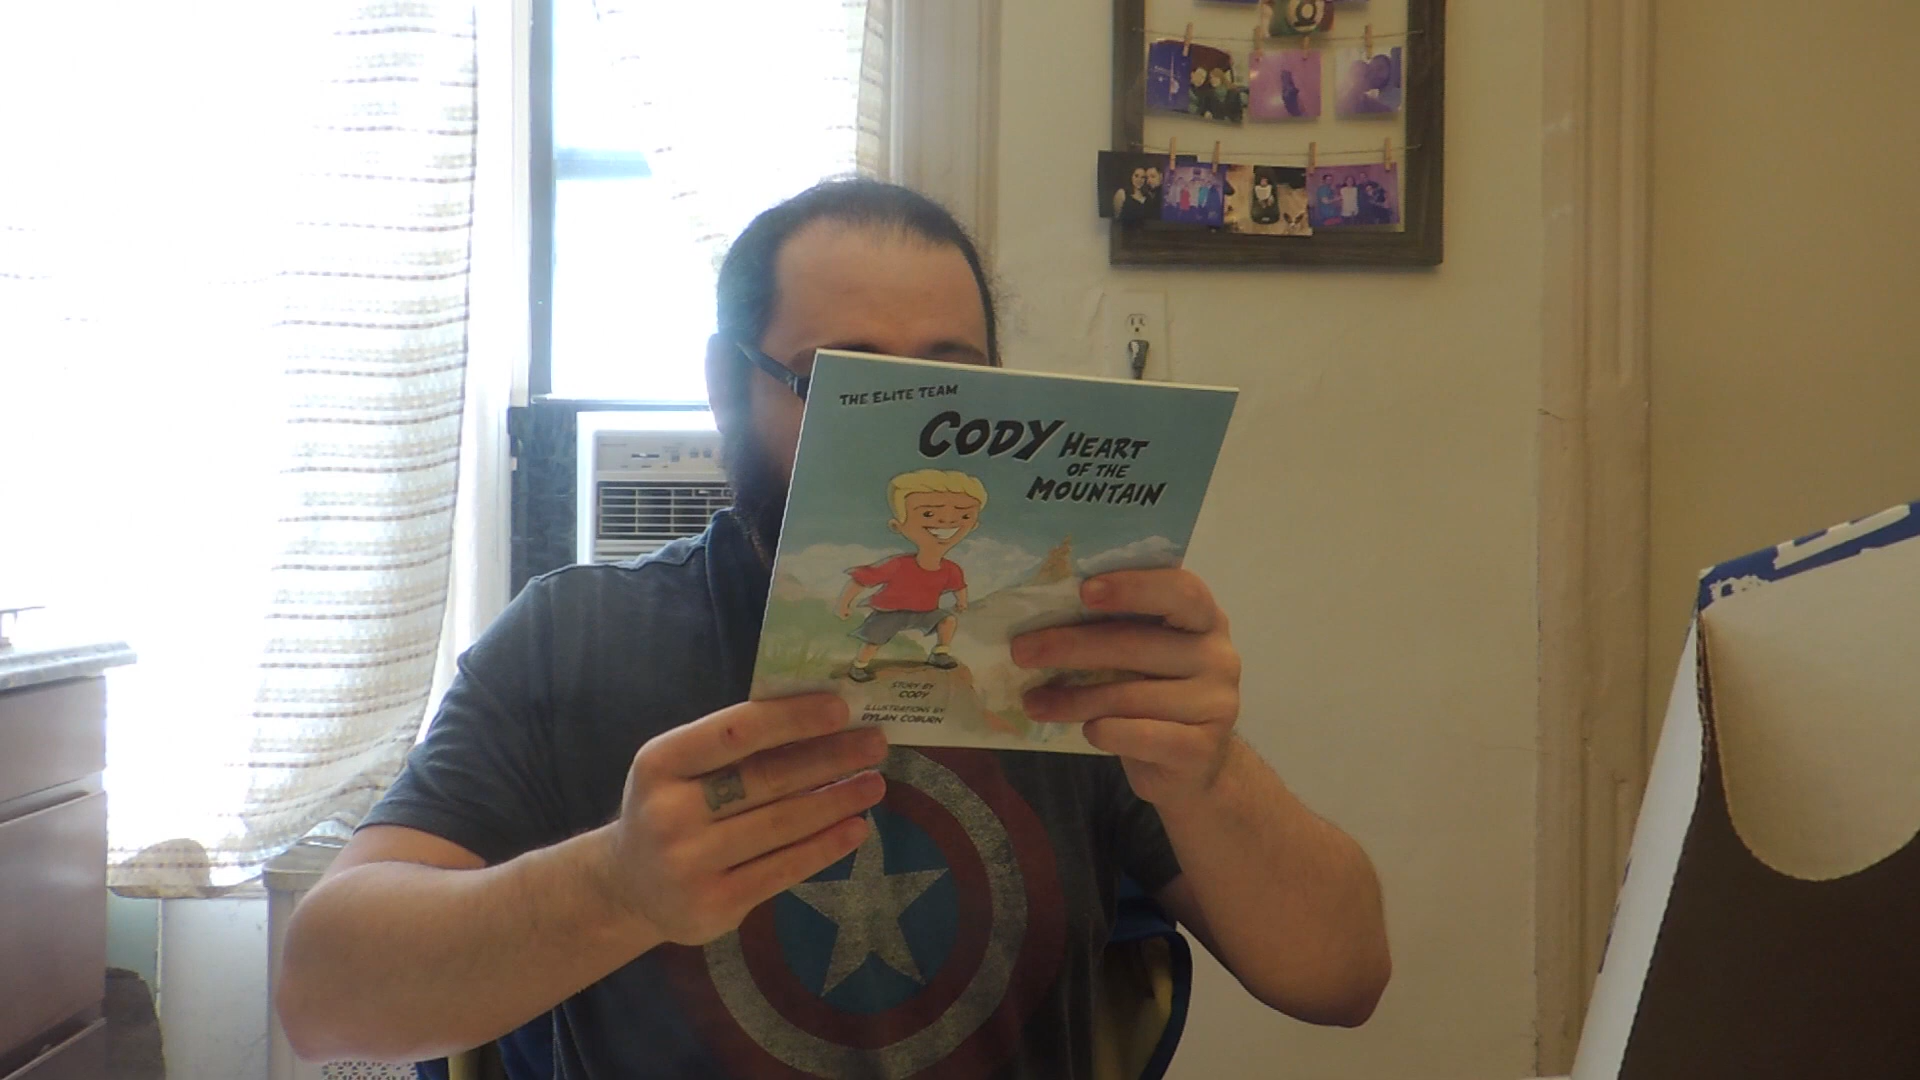 THE ELITE TEAM
CODY HEART
OF THE
MOUNTAIN
STORY BY
CODY
ILLUSTRATIONS BY
DYLAN COBURN